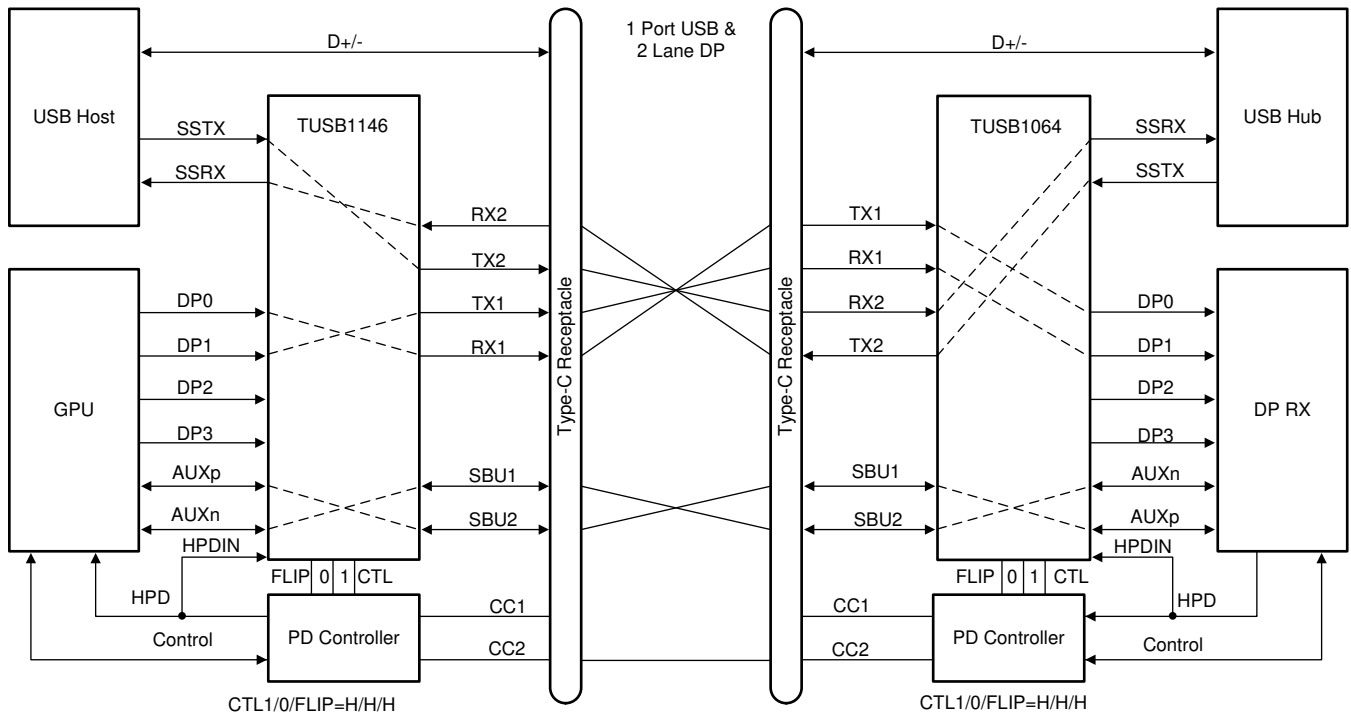 1 Port USB &
2 Lane DP
D+/-
D+/-
USB Host
TUSB1146
TUSB1064
USB Hub
SSTX
SSRX
SSRX
SSTX
RX2
TX2
TX1
RX1
TX1
RX1
RX2
TX2
Type-C Receptacle
Type-C Receptacle
GPU
DP0
DP1
DP2
DP3
AUXp
AUXn
HPDIN
DP RX
DP0
DP1
DP2
DP3
AUXn
AUXp
HPDIN
SBU1
SBU2
SBU1
SBU2
FLIP 0 1 CTL
FLIP 0 1 CTL
HPD
HPD
Control
Control
PD Controller
PD Controller
CC1
CC2
CC1
CC2
CTL1/0/FLIP=H/H/H
CTL1/0/FLIP=H/H/H